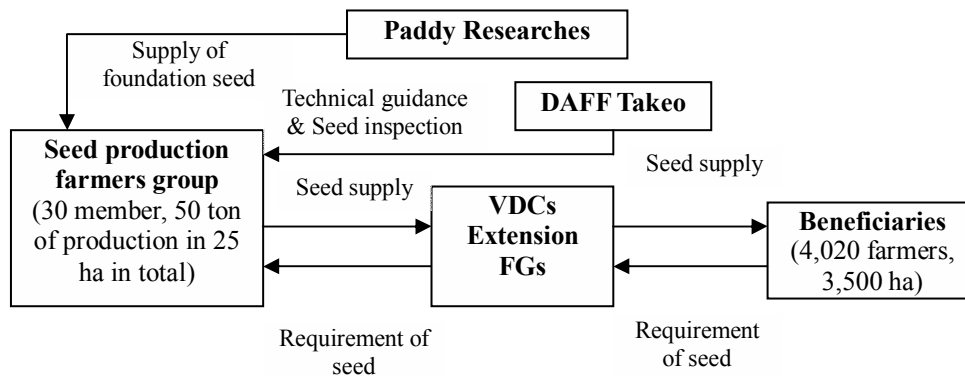 Paddy Researches
Supply of
foundation seed
Technical guidance
& Seed inspection
DAFF Takeo
Seed production
farmers group
(30 member, 50 ton
of production in 25
ha in total)
Seed supply
VDCs
Extension
FGs
Seed supply
Beneficiaries
(4,020 farmers,
3,500 ha)
Requirement of
seed
Requirement
of seed